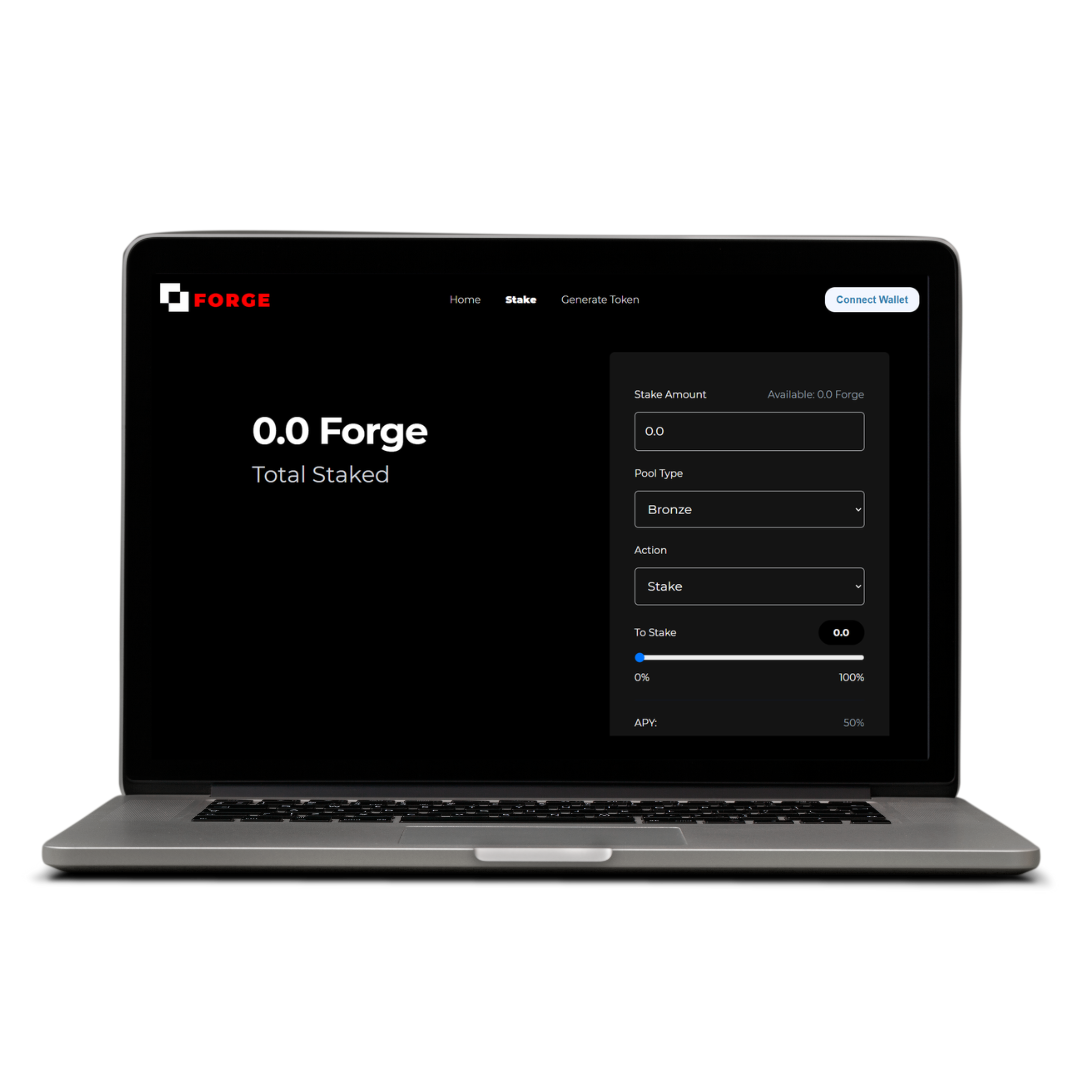 FORGE
Home Stake Generate Token
Connect Wallet
0.0 Forge
Total Staked
Stake Amount Available: 0.0 Forge
0.0
Pool Type
Bronze
Action
Stake
To Stake 0.0
0% 100%
APY: 50%